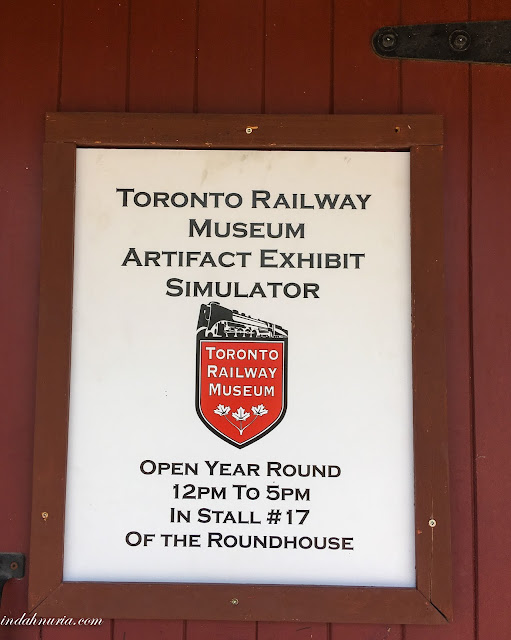 Toronto Railway
Museum
Artifact Exhibit
Simulator
Toronto
Railway
Museum
Open Year Round
12pm To 5pm
In Stall #17
Of the Roundhouse
indahnuria.com